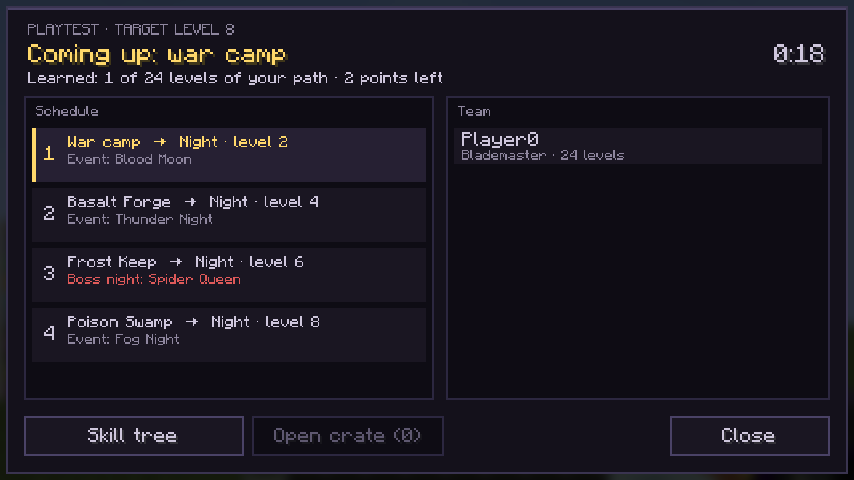 PLAYTEST · TARGET LEVEL 8
Coming up: war camp
0:18
Learned: 1 of 24 levels of your path · 2 points left
Schedule
1
War camp → Night · level 2
Event: Blood Moon
2
Basalt Forge → Night · level 4
Event: Thunder Night
3
Frost Keep → Night · level 6
Boss night: Spider Queen
4
Poison Swamp → Night · level 8
Event: Fog Night
Team
Player0
Blademaster · 24 levels
Skill tree
Open crate (0)
Close